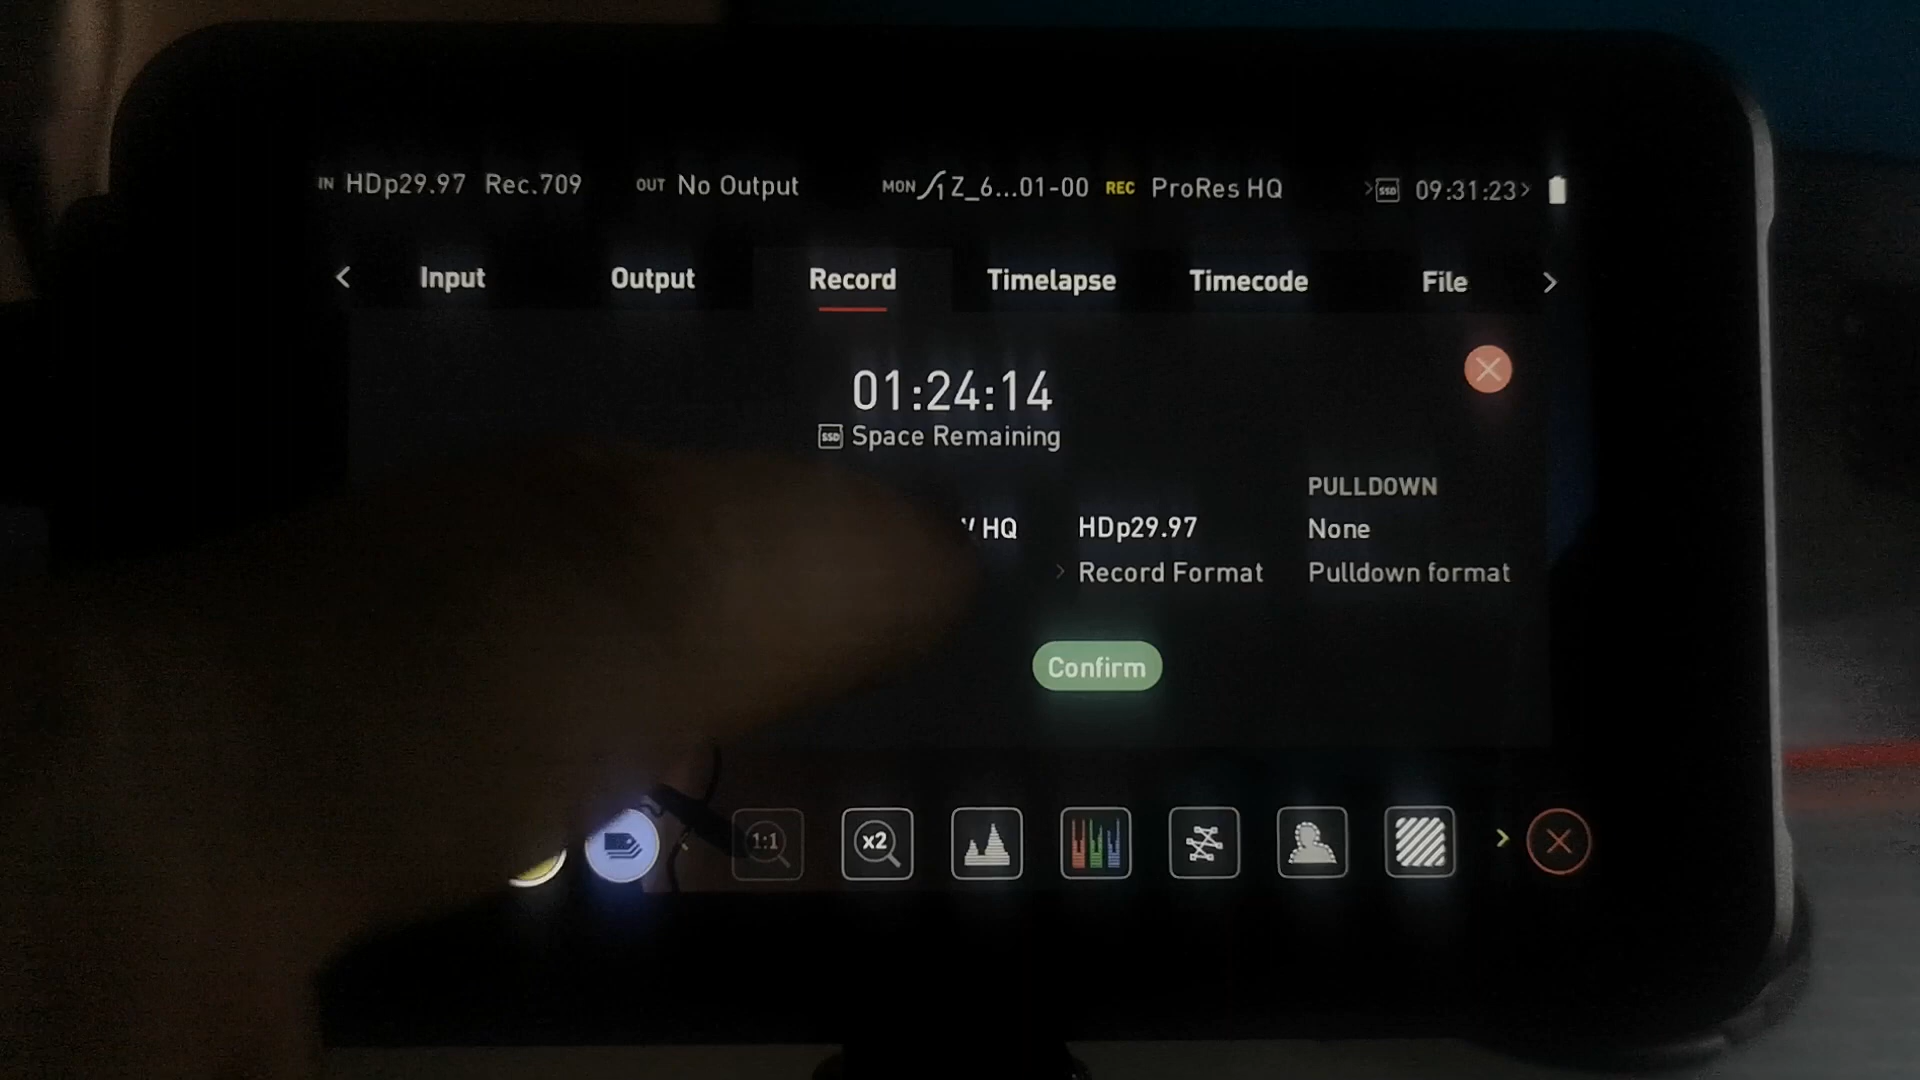 IN HDp29.97 Rec.709 OUT No Output MON Z_6...01-00 REC ProRes HQ SSD 09:31:23
Input Output Record Timelapse Timecode File
01:24:14
SSD Space Remaining
PULLDOWN
HQ HDp29.97 None
Record Format Pulldown format
Confirm
1:1 x2